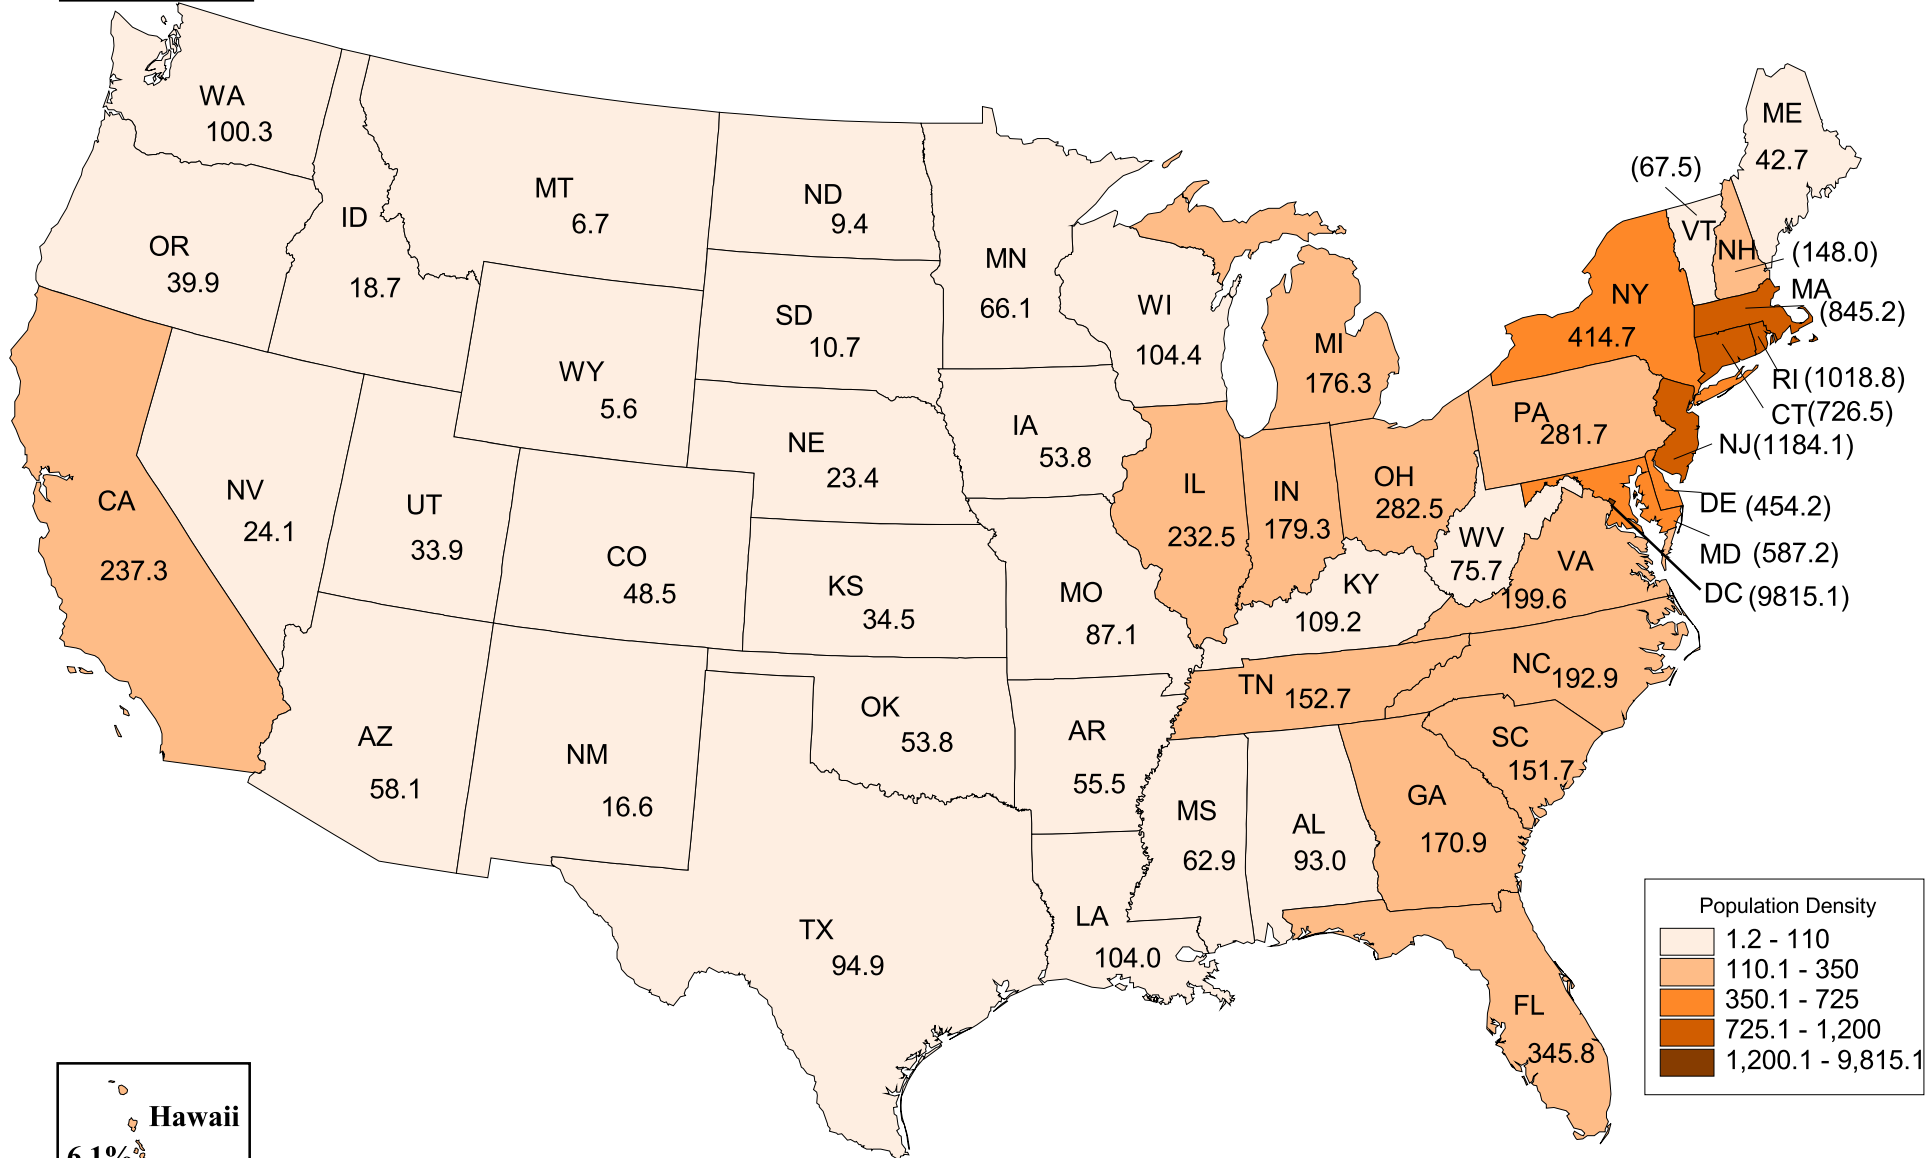 WA
100.3
OR
39.9
ID
18.7
MT
6.7
ND
9.4
MN
66.1
SD
10.7
WY
5.6
WI
104.4
MI
176.3
ME
42.7
(67.5)
VT
NH
(148.0)
MA
(845.2)
NY
414.7
RI (1018.8)
CT(726.5)
NJ(1184.1)
PA
281.7
DE (454.2)
MD (587.2)
DC (9815.1)
CA
237.3
NV
24.1
UT
33.9
CO
48.5
NE
23.4
IA
53.8
KS
34.5
MO
87.1
IL
232.5
IN
179.3
OH
282.5
WV
75.7
VA
199.6
KY
109.2
TN 152.7
NC 192.9
SC
151.7
AZ
58.1
NM
16.6
OK
53.8
AR
55.5
MS
62.9
AL
93.0
GA
170.9
TX
94.9
LA
104.0
FL
345.8
Population Density
1.2 - 110
110.1 - 350
350.1 - 725
725.1 - 1,200
1,200.1 - 9,815.1
Hawaii
6.1%